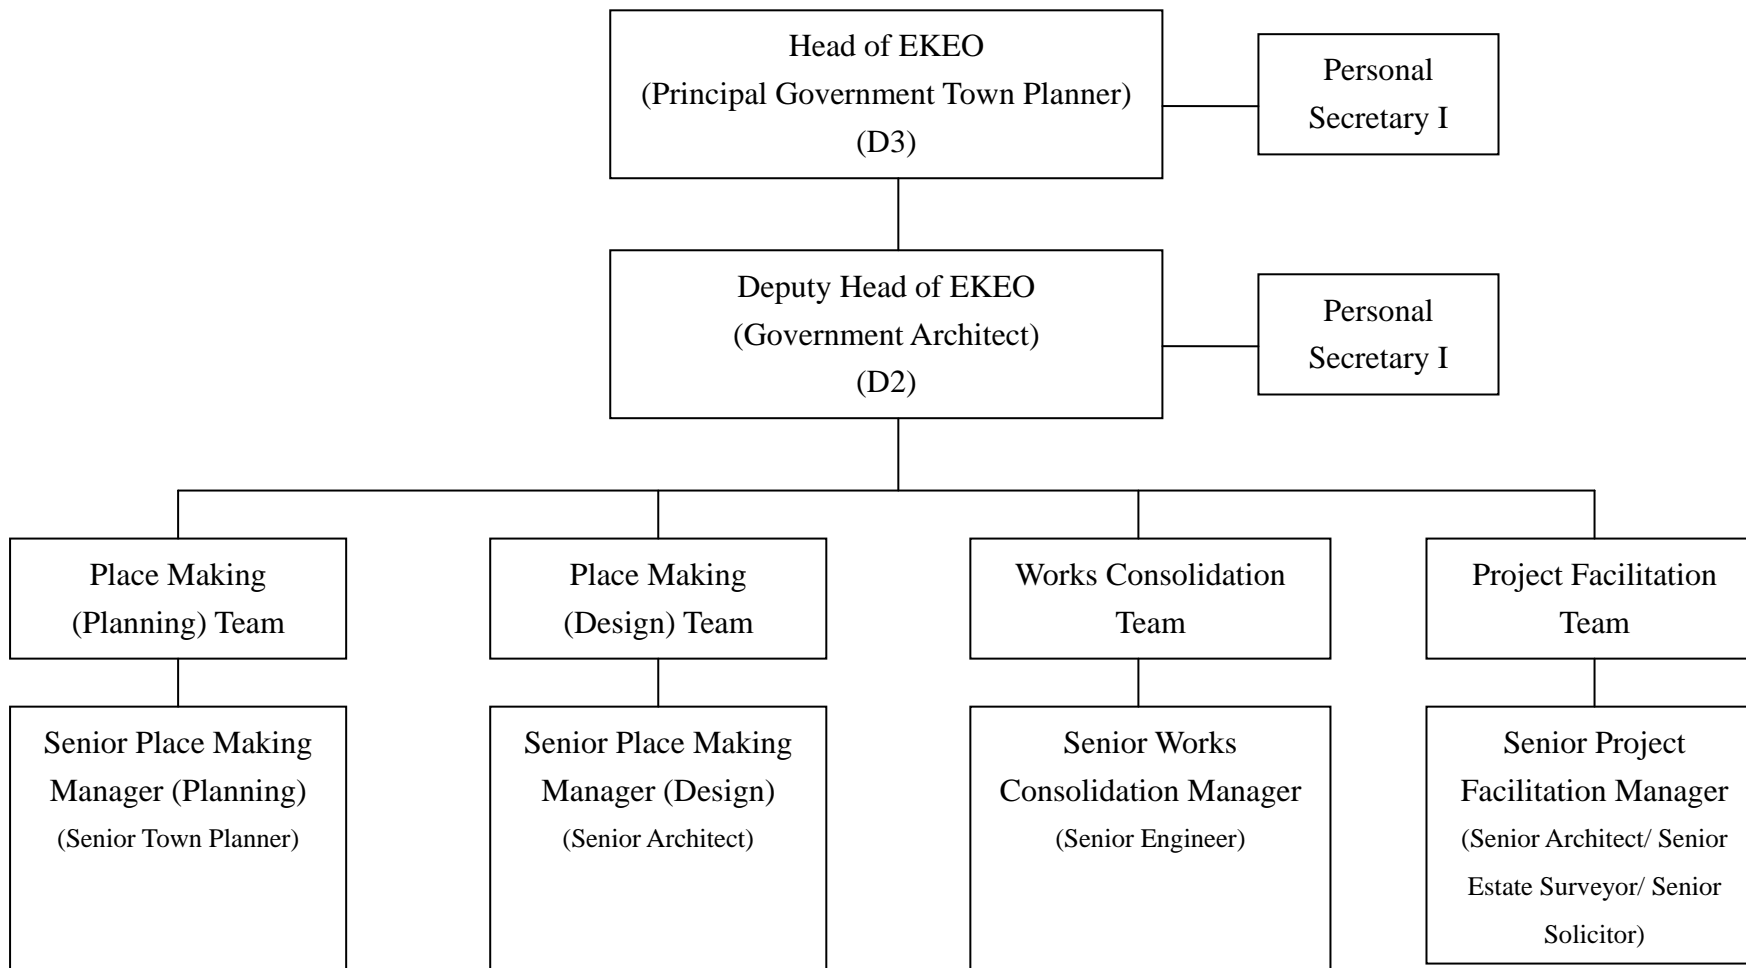 Head of EKEO
(Principal Government Town Planner)
(D3)
Personal
Secretary I
Deputy Head of EKEO
(Government Architect)
(D2)
Personal
Secretary I
Place Making
(Planning) Team
Place Making
(Design) Team
Works Consolidation
Team
Project Facilitation
Team
Senior Place Making
Manager (Planning)
(Senior Town Planner)
Senior Place Making
Manager (Design)
(Senior Architect)
Senior Works
Consolidation Manager
(Senior Engineer)
Senior Project
Facilitation Manager
(Senior Architect/ Senior
Estate Surveyor/ Senior
Solicitor)